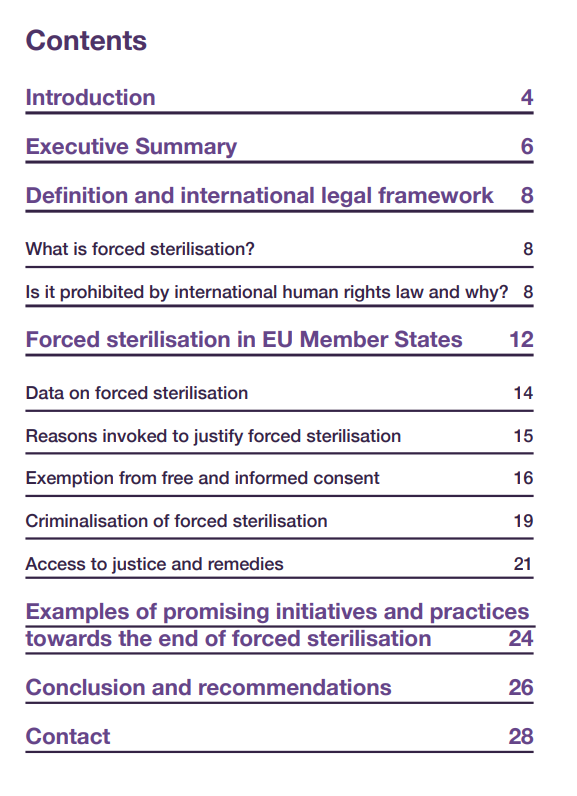 Contents
Introduction 4
Executive Summary 6
Definition and international legal framework 8
What is forced sterilisation? 8
Is it prohibited by international human rights law and why? 8
Forced sterilisation in EU Member States 12
Data on forced sterilisation 14
Reasons invoked to justify forced sterilisation 15
Exemption from free and informed consent 16
Criminalisation of forced sterilisation 19
Access to justice and remedies 21
Examples of promising initiatives and practices
towards the end of forced sterilisation 24
Conclusion and recommendations 26
Contact 28